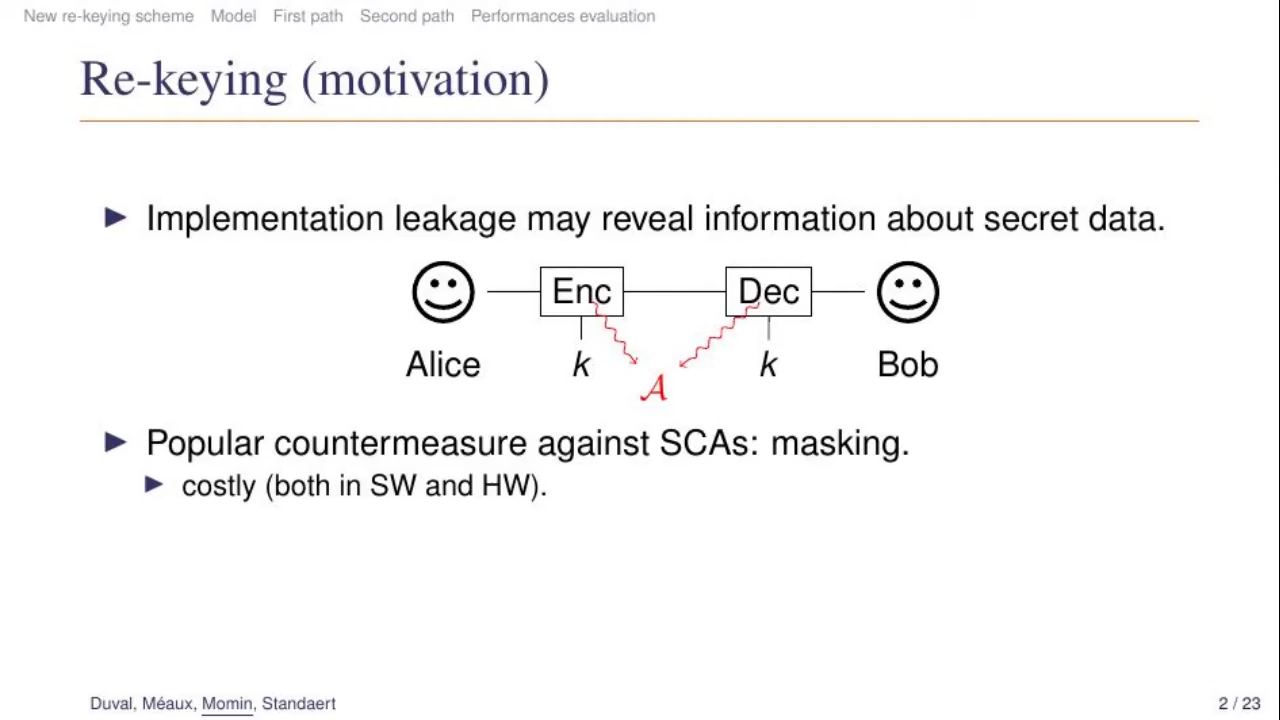 New re-keying scheme Model First path Second path Performances evaluation
Re-keying (motivation)
▶ Implementation leakage may reveal information about secret data.
Enc Dec
Alice k k Bob
𝒜
▶ Popular countermeasure against SCAs: masking.
▶ costly (both in SW and HW).
Duval, Méaux, Momin, Standaert 2 / 23